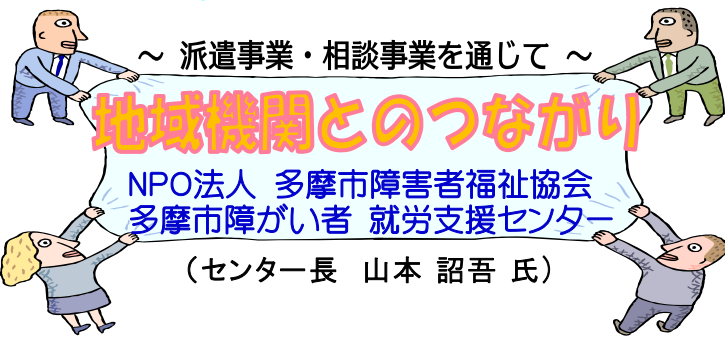 ～ 派遣事業・相談事業を通じて ～
地域機関とのつながり
NPO法人 多摩市障害者福祉協会
多摩市障がい者 就労支援センター
（センター長　山本 詔吾 氏）